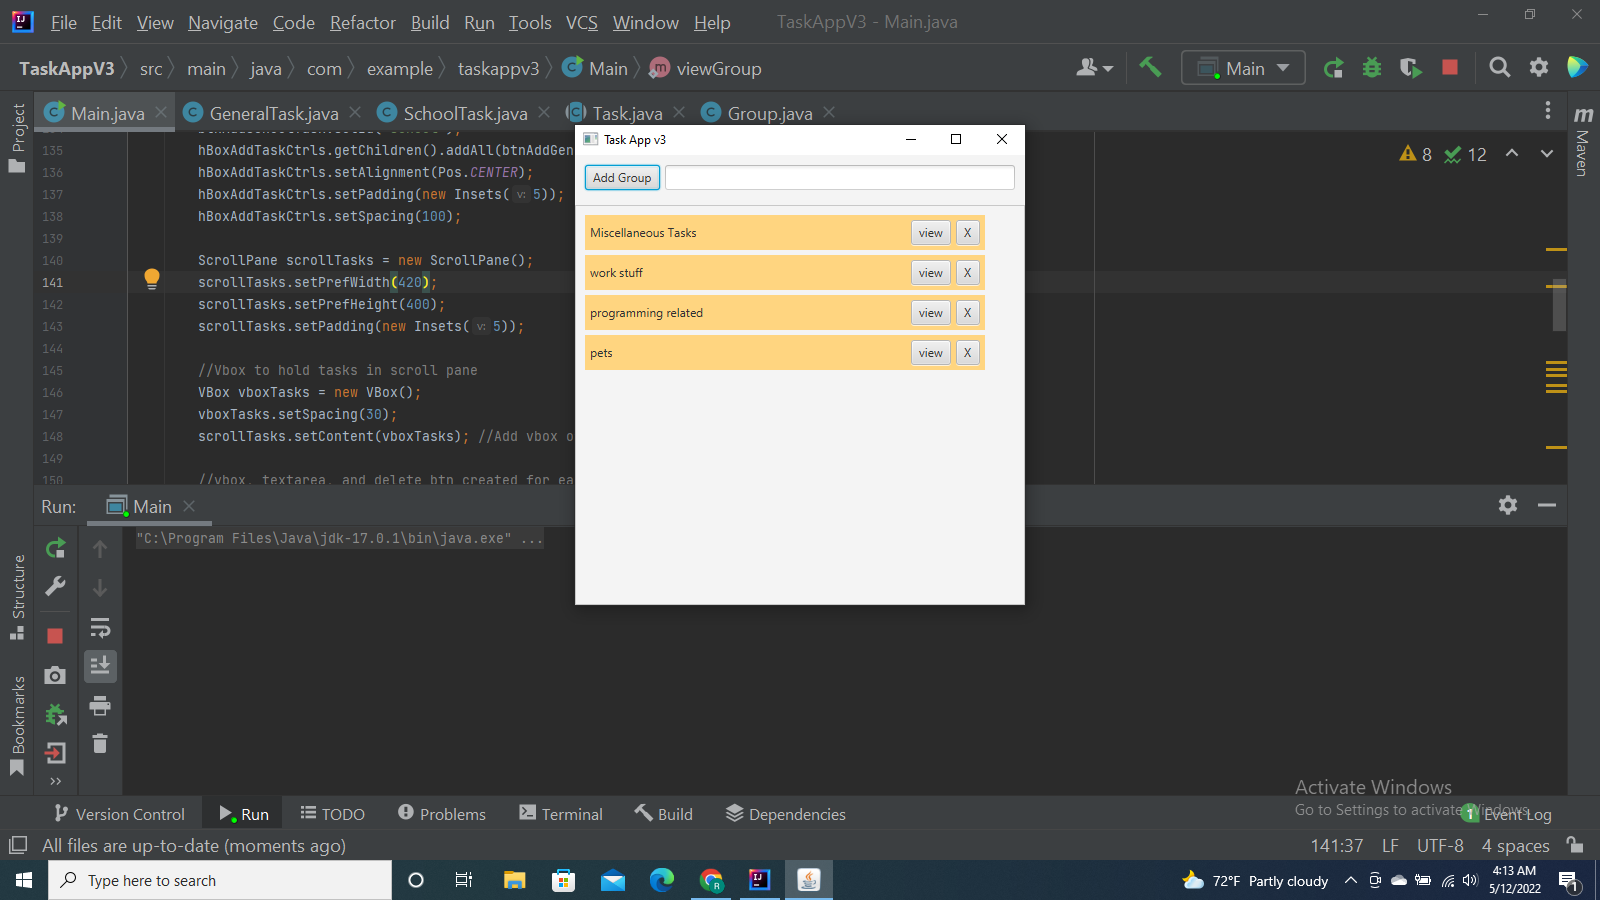 File Edit View Navigate Code Refactor Build Run Tools VCS Window Help TaskAppV3 - Main.java
TaskAppV3 src main java com example taskappv3 Main viewGroup Main
Project
Main.java GeneralTask.java SchoolTask.java Task.java Group.java
Maven
135 hBoxAddTaskCtrls.getChildren().addAll(btnAddGen
136 hBoxAddTaskCtrls.setAlignment(Pos.CENTER);
137 hBoxAddTaskCtrls.setPadding(new Insets( v: 5));
138 hBoxAddTaskCtrls.setSpacing(100);
139
140 ScrollPane scrollTasks = new ScrollPane();
141 scrollTasks.setPrefWidth(420);
142 scrollTasks.setPrefHeight(400);
143 scrollTasks.setPadding(new Insets( v: 5));
144
145 //Vbox to hold tasks in scroll pane
146 VBox vboxTasks = new VBox();
147 vboxTasks.setSpacing(30);
148 scrollTasks.setContent(vboxTasks); //Add vbox o
149
150 //vbox, textarea, and delete btn created for ea
8 12
Task App v3
Add Group
Miscellaneous Tasks view X
work stuff view X
programming related view X
pets view X
Run: Main
"C:\Program Files\Java\jdk-17.0.1\bin\java.exe" ...
Structure
Bookmarks
Activate Windows
Go to Settings to activate Windows.
Version Control Run TODO Problems Terminal Build Dependencies 1 Event Log
All files are up-to-date (moments ago) 141:37 LF UTF-8 4 spaces
Type here to search
72°F Partly cloudy
4:13 AM
5/12/2022
1